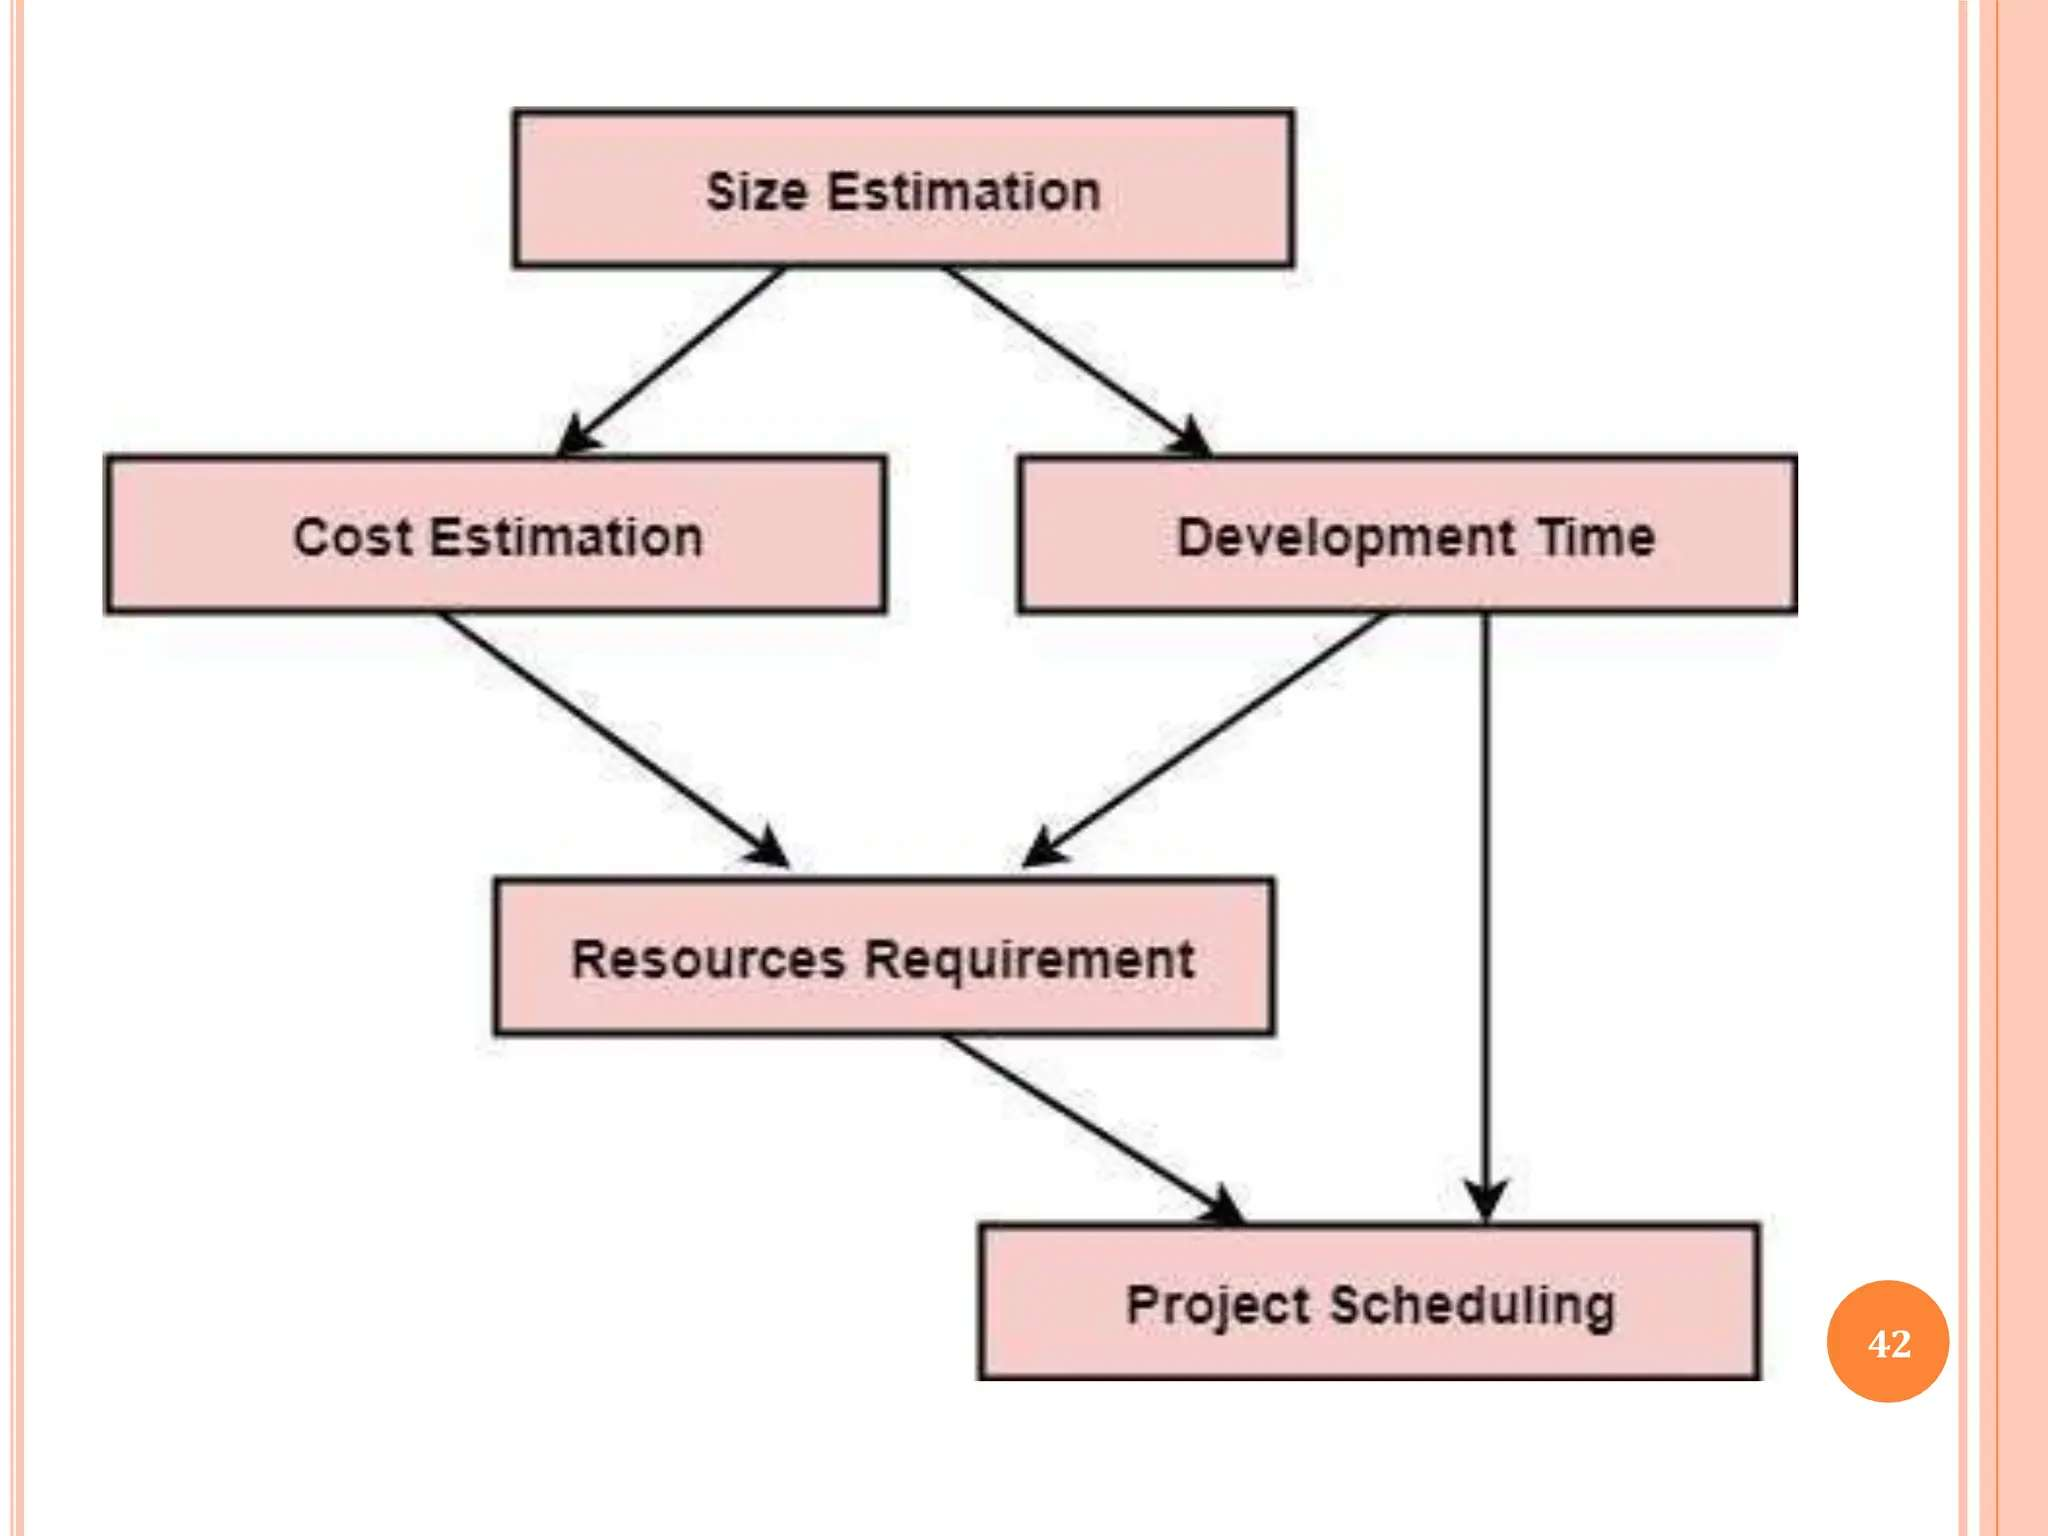 Size Estimation
Cost Estimation
Development Time
Resources Requirement
Project Scheduling
42